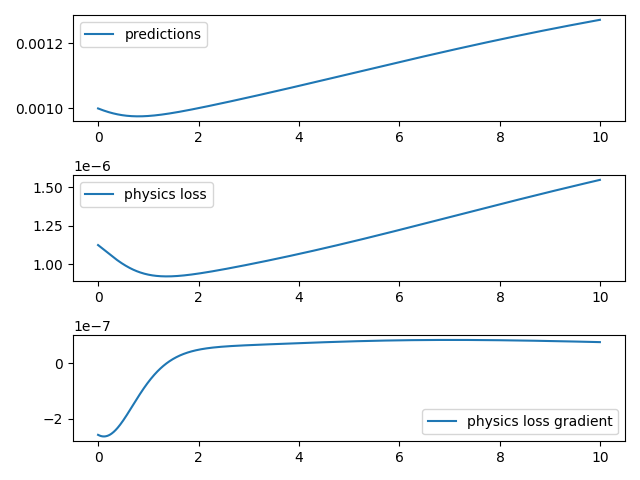 predictions
0.0012
0.0010
0 2 4 6 8 10
1e−6
physics loss
1.50
1.25
1.00
0 2 4 6 8 10
1e−7
0
−2
physics loss gradient
0 2 4 6 8 10